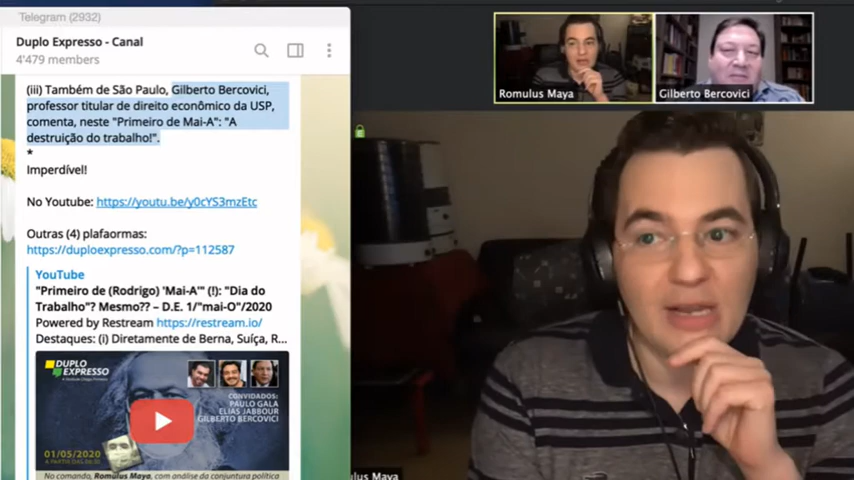 Telegram (2932)
Duplo Expresso - Canal
4'479 members
(iii) Também de São Paulo, Gilberto Bercovici,
professor titular de direito econômico da USP,
comenta, neste "Primeiro de Mai-A": "A
destruição do trabalho!".
*
Imperdível!
No Youtube: https://youtu.be/y0cYS3mzEtc
Outras (4) plafaormas:
https://duploexpresso.com/?p=112587
YouTube
"Primeiro de (Rodrigo) 'Mai-A'" (!): "Dia do
Trabalho"? Mesmo?? – D.E. 1/"mai-O"/2020
Powered by Restream https://restream.io/
Destaques: (i) Diretamente de Berna, Suíça, R...
DUPLO
EXPRESSO
CONVIDADOS:
PAULO GALA
ELIAS JABBOUR
GILBERTO BERCOVICI
01/05/2020
No comando, Romulus Maya, com análise da conjuntura política
Romulus Maya
Gilberto Bercovici
ulus Maya